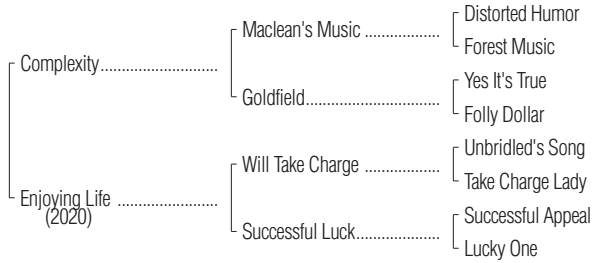 Distorted Humor
Maclean's Music ..................
Forest Music
Complexity............................
Yes It's True
Goldfield................................
Folly Dollar
Unbridled's Song
Will Take Charge ..................
Take Charge Lady
Enjoying Life ........................
(2020)
Successful Appeal
Successful Luck....................
Lucky One